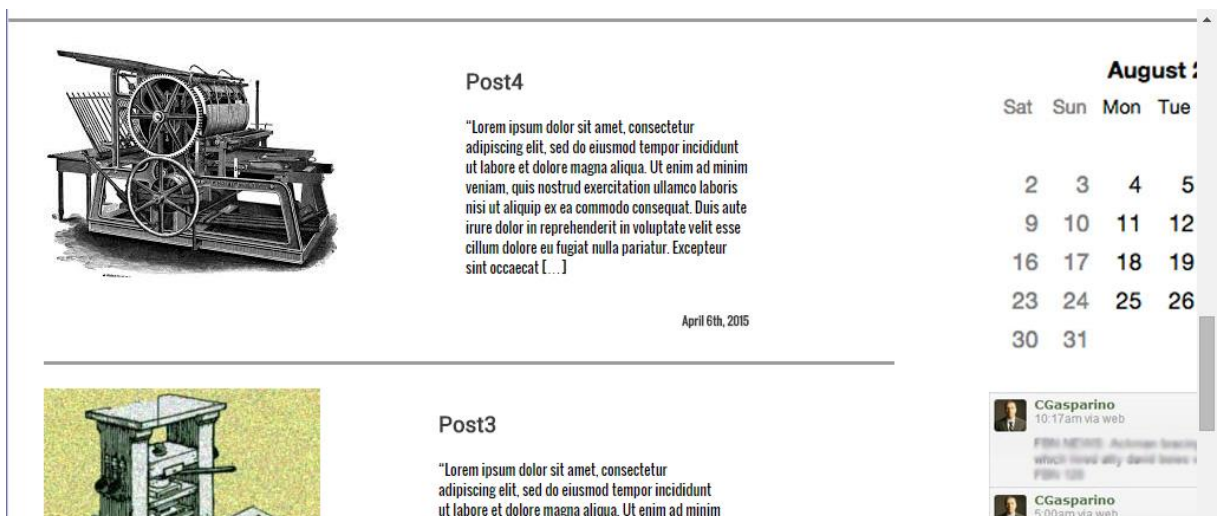 Post4
“Lorem ipsum dolor sit amet, consectetur
adipiscing elit, sed do eiusmod tempor incididunt
ut labore et dolore magna aliqua. Ut enim ad minim
veniam, quis nostrud exercitation ullamco laboris
nisi ut aliquip ex ea commodo consequat. Duis aute
irure dolor in reprehenderit in voluptate velit esse
cillum dolore eu fugiat nulla pariatur. Excepteur
sint occaecat [...]
April 6th, 2015
Post3
“Lorem ipsum dolor sit amet, consectetur
adipiscing elit, sed do eiusmod tempor incididunt
ut labore et dolore magna aliqua. Ut enim ad minim
August
Sat Sun Mon Tue
2 3 4 5
9 10 11 12
16 17 18 19
23 24 25 26
30 31
CGasparino
10:17am via web
FBN NEWS: Ackman
which
CGasparino
5:00am via web